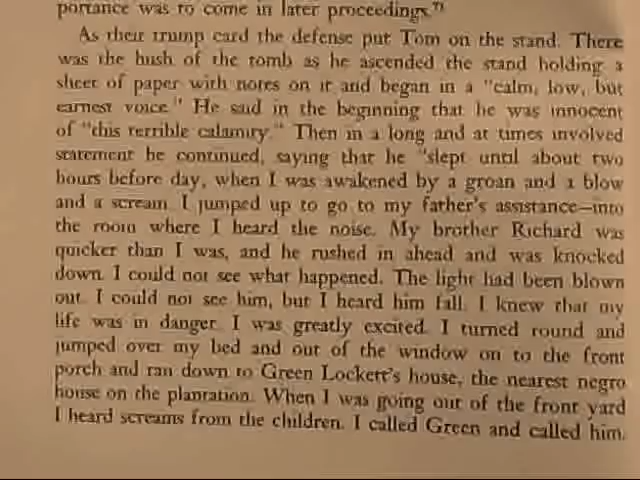 portance was to come in later proceedings."
As their trump card the defense put Tom on the stand. There
was the hush of the tomb as he ascended the stand holding a
sheet of paper with notes on it and began in a "calm, low, but
earnest voice." He said in the beginning that he was innocent
of "this terrible calamity." Then in a long and at times involved
statement he continued, saying that he "slept until about two
hours before day, when I was awakened by a groan and a blow
and a scream. I jumped up to go to my father's assistance—into
the room where I heard the noise. My brother Richard was
quicker than I was, and he rushed in ahead and was knocked
down. I could not see what happened. The light had been blown
out. I could not see him, but I heard him fall. I knew that my
life was in danger. I was greatly excited. I turned round and
jumped over my bed and out of the window on to the front
porch and ran down to Green Lockett's house, the nearest negro
house on the plantation. When I was going out of the front yard
I heard screams from the children. I called Green and called him,